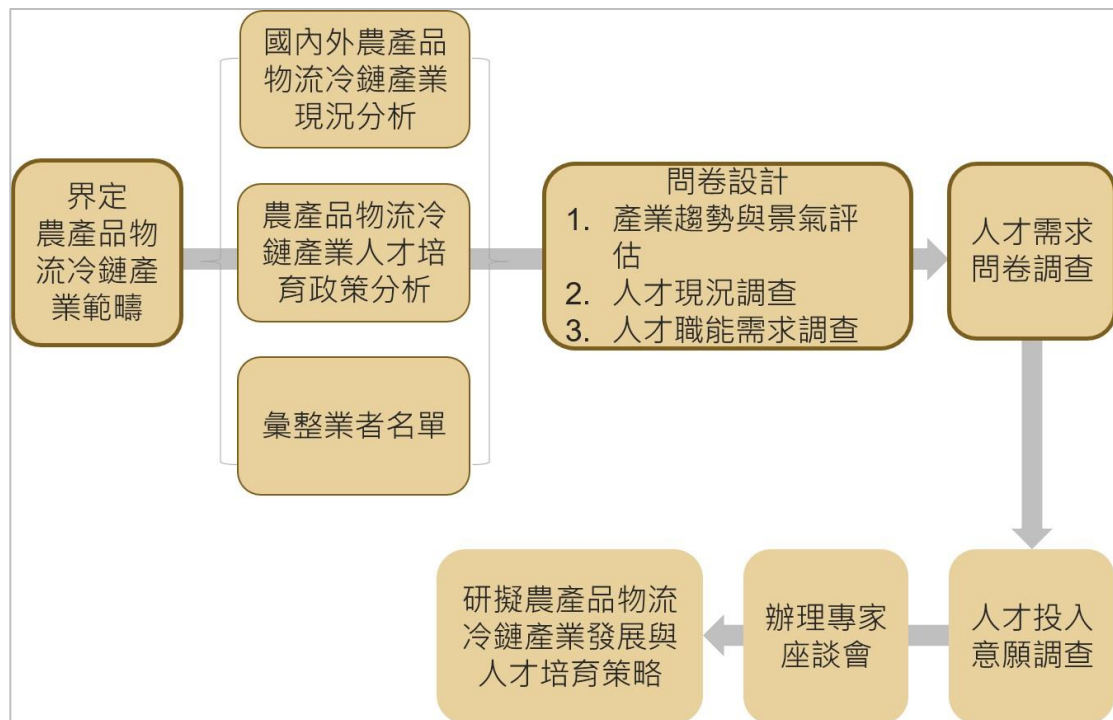 界定
農產品物
流冷鏈產
業範疇
國內外農產品
物流冷鏈產業
現況分析
農產品物流冷
鏈產業人才培
育政策分析
彙整業者名單
問卷設計
1. 產業趨勢與景氣評
估
2. 人才現況調查
3. 人才職能需求調查
人才需求
問卷調查
人才投入
意願調查
辦理專家
座談會
研擬農產品物流
冷鏈產業發展與
人才培育策略